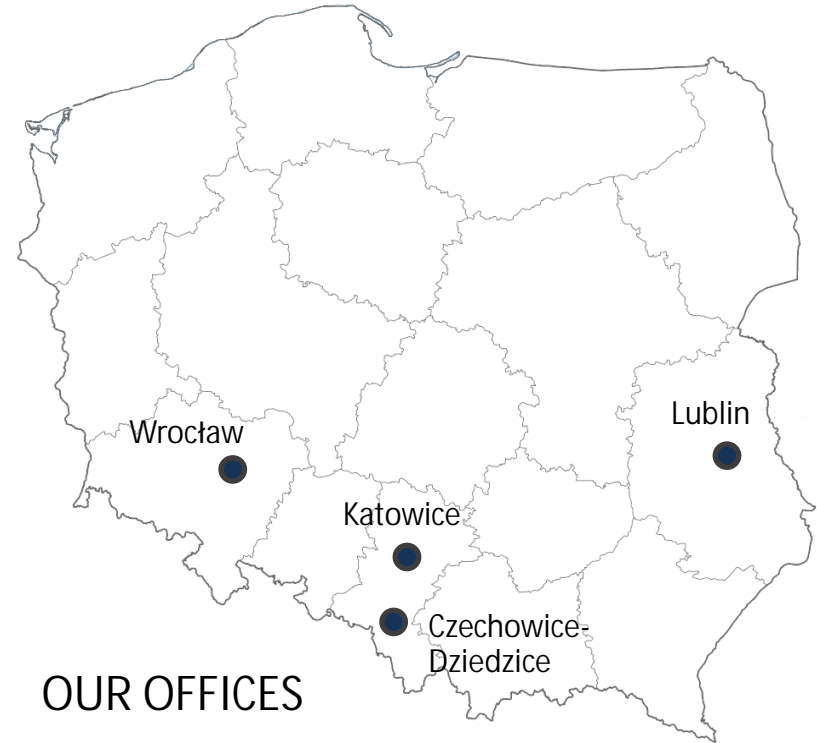 Lublin
Wrocław
Katowice
Czechowice-
Dziedzice
OUR OFFICES